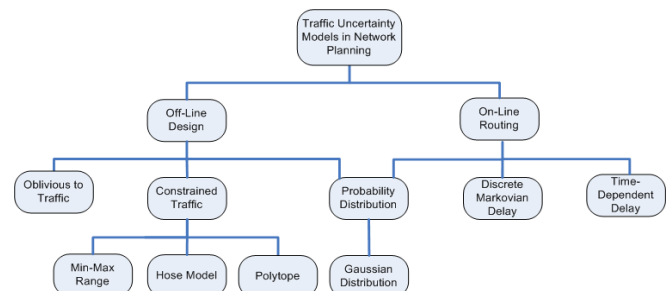 Traffic Uncertainty
Models in Network
Planning
Off-Line
Design
On-Line
Routing
Oblivious to
Traffic
Constrained
Traffic
Probability
Distribution
Discrete
Markovian
Delay
Time-
Dependent
Delay
Min-Max
Range
Hose Model
Polytope
Gaussian
Distribution